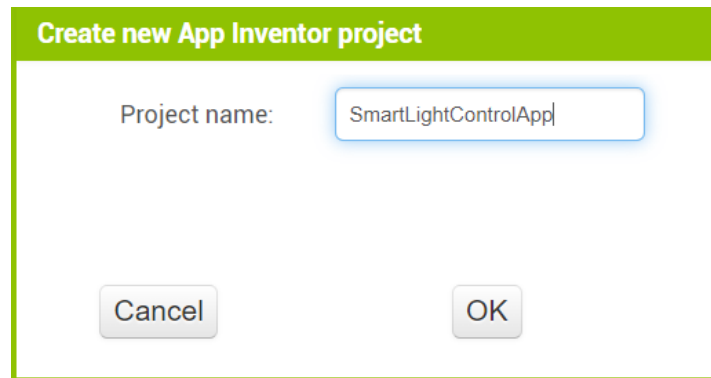 Create new App Inventor project
Project name: SmartLightControlApp
Cancel OK